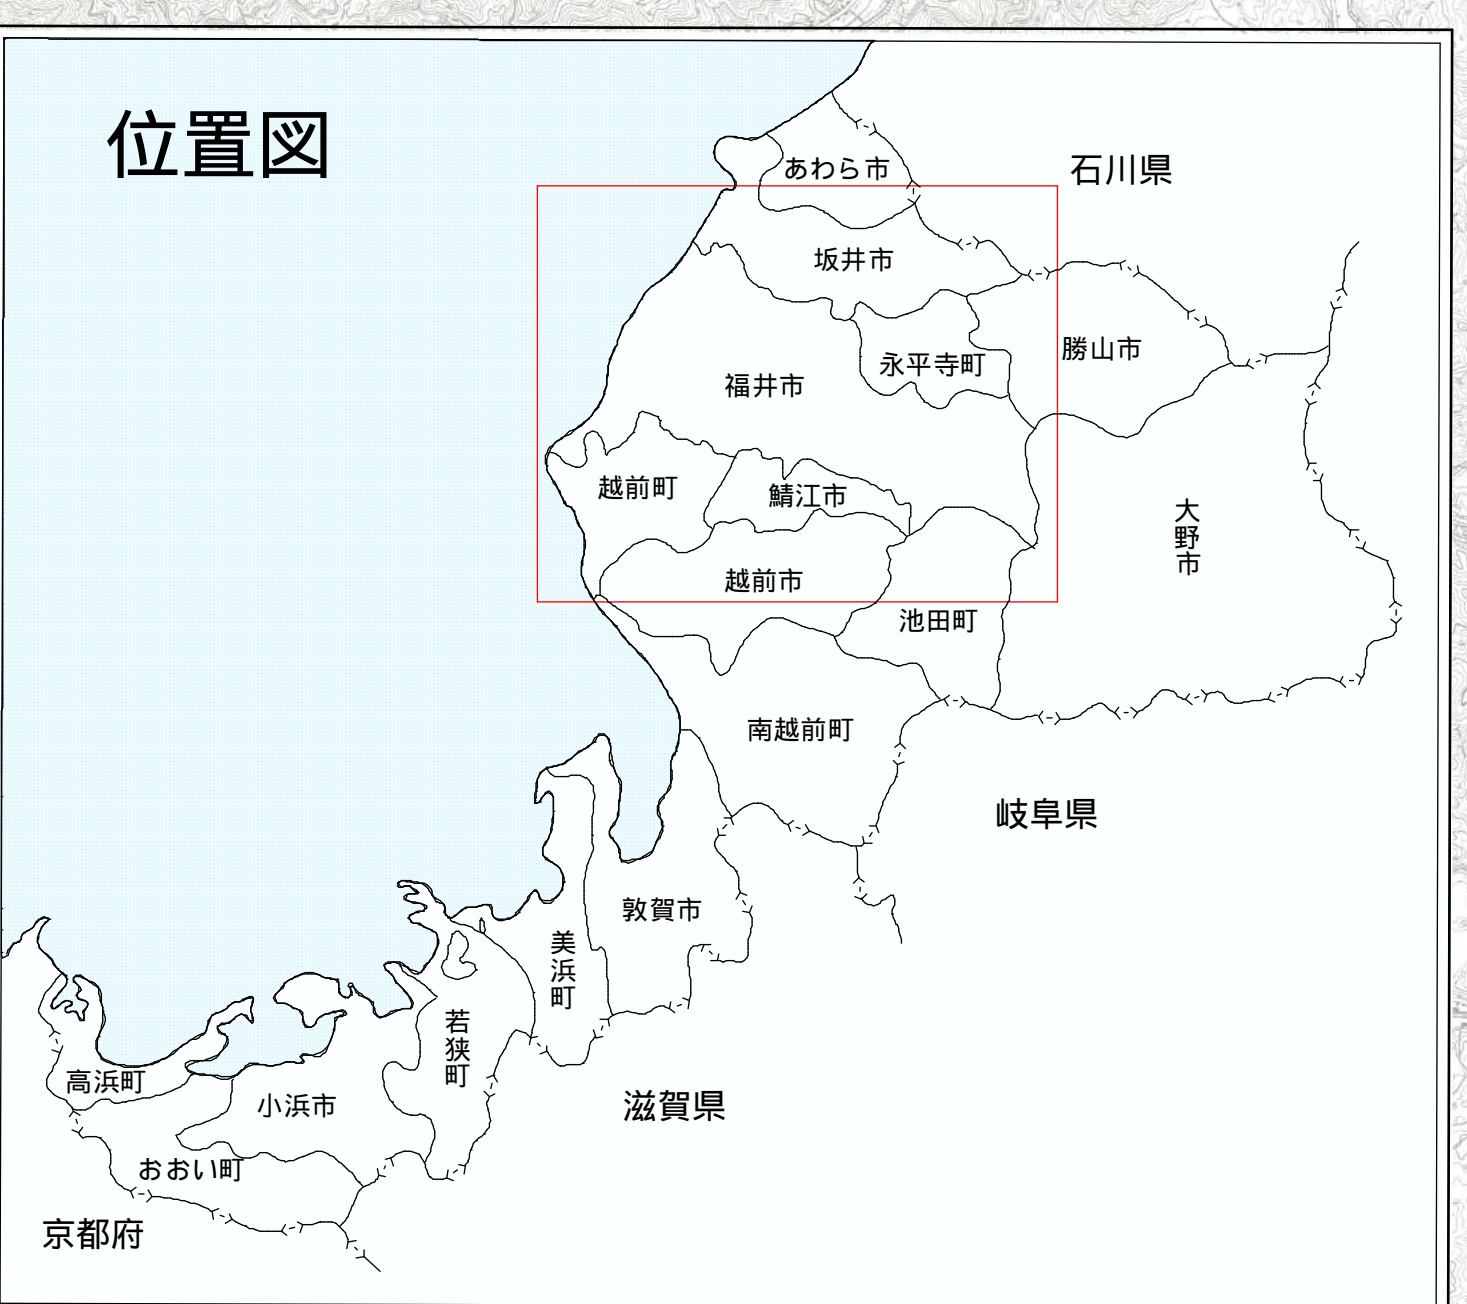 位置図
あわら市
石川県
坂井市
勝山市
永平寺町
福井市
越前町
鯖江市
大野市
越前市
池田町
南越前町
岐阜県
敦賀市
美浜町
若狭町
高浜町
小浜市
滋賀県
おおい町
京都府